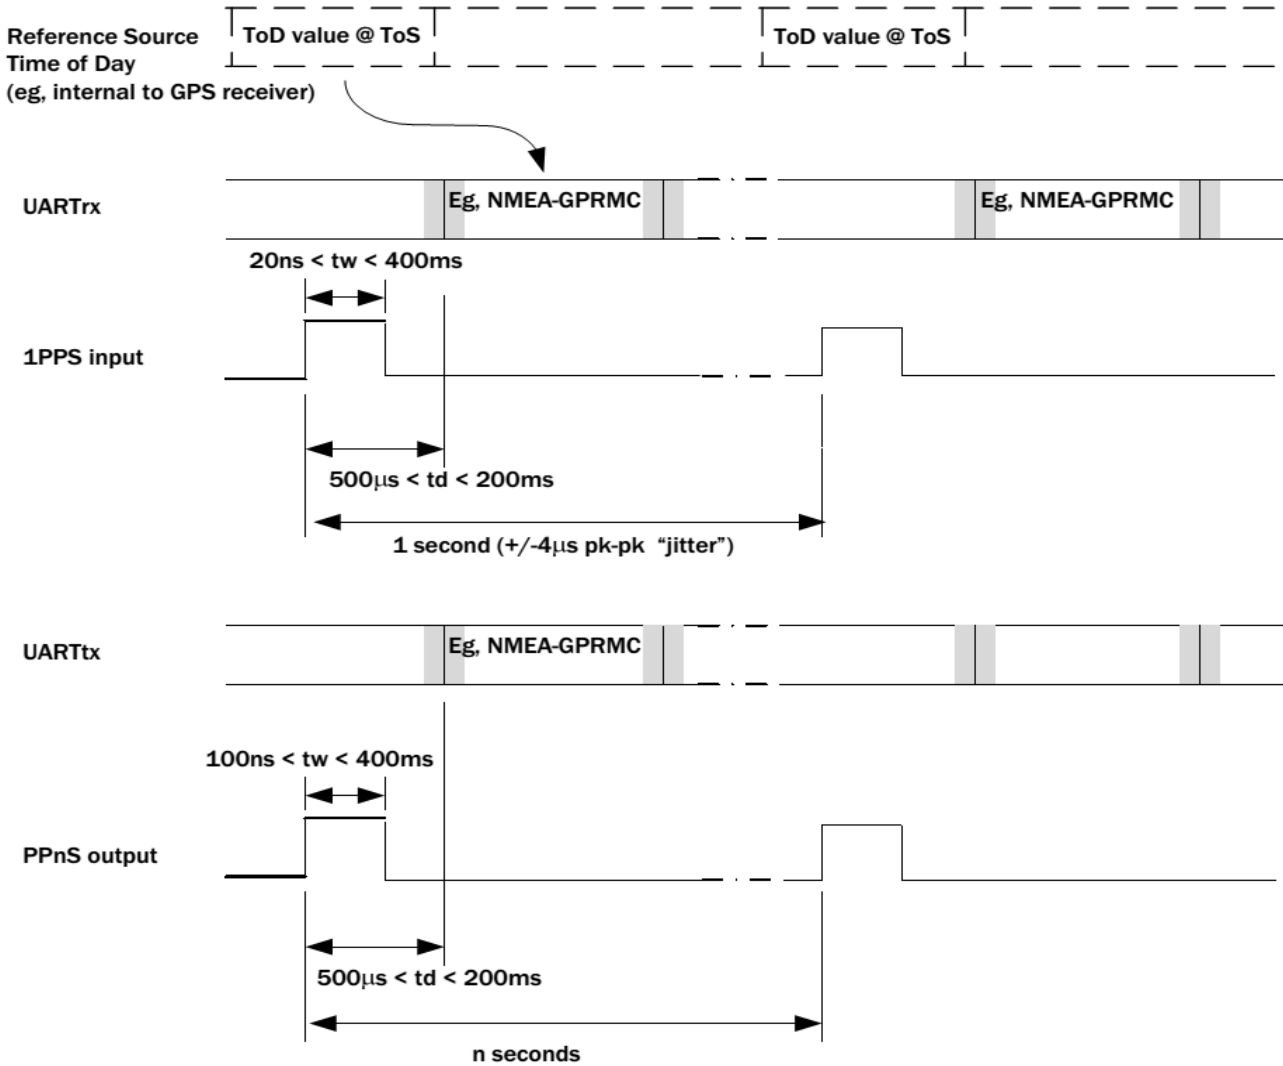 Reference Source
Time of Day
(eg, internal to GPS receiver)
ToD value @ ToS
ToD value @ ToS
UARTrx
Eg, NMEA-GPRMC
Eg, NMEA-GPRMC
20ns < tw < 400ms
1PPS input
500μs < td < 200ms
1 second (+/-4μs pk-pk “jitter”)
UARTtx
Eg, NMEA-GPRMC
100ns < tw < 400ms
PPnS output
500μs < td < 200ms
n seconds